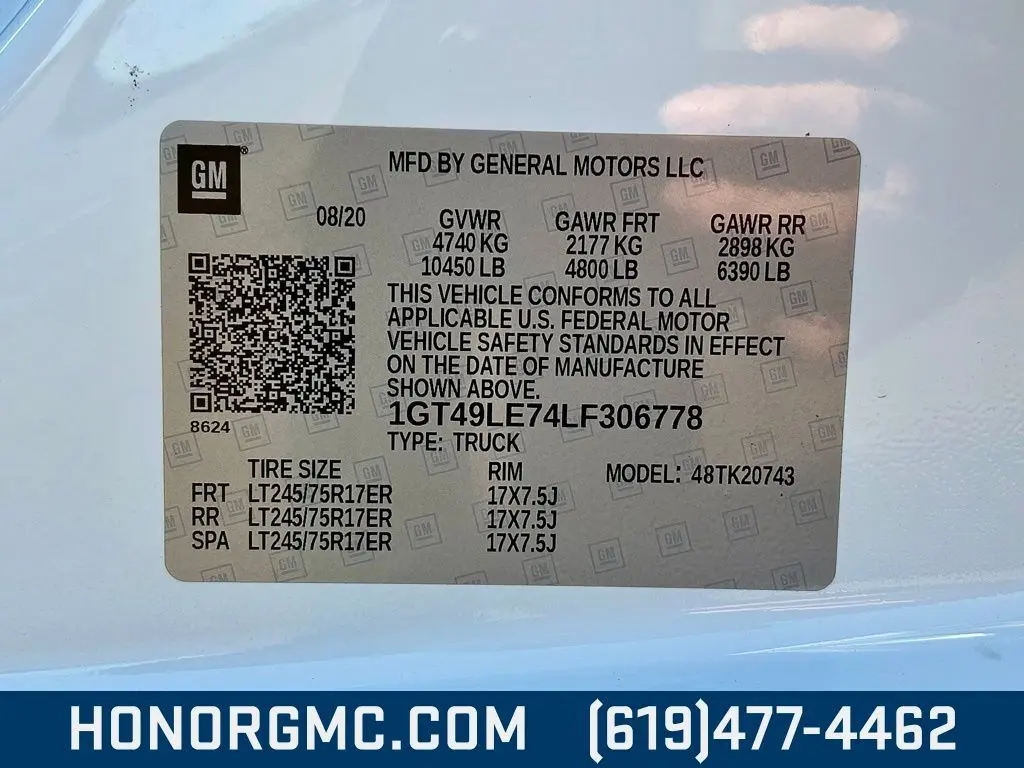 GM®
MFD BY GENERAL MOTORS LLC
08/20
GVWR GAWR FRT GAWR RR
4740 KG 2177 KG 2898 KG
10450 LB 4800 LB 6390 LB
THIS VEHICLE CONFORMS TO ALL
APPLICABLE U.S. FEDERAL MOTOR
VEHICLE SAFETY STANDARDS IN EFFECT
ON THE DATE OF MANUFACTURE
SHOWN ABOVE.
8624
1GT49LE74LF306778
TYPE: TRUCK
TIRE SIZE RIM MODEL: 48TK20743
FRT LT245/75R17ER 17X7.5J
RR LT245/75R17ER 17X7.5J
SPA LT245/75R17ER 17X7.5J
HONORGMC.COM (619)477-4462